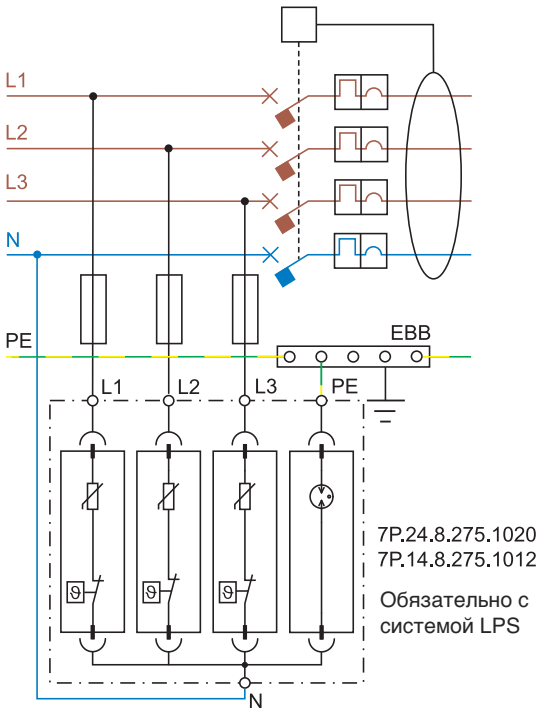 L1
L2
L3
N
PE
EBB
L1 L2 L3 PE
ϑ ϑ ϑ
7P.24.8.275.1020
7P.14.8.275.1012
Обязательно с
системой LPS
N